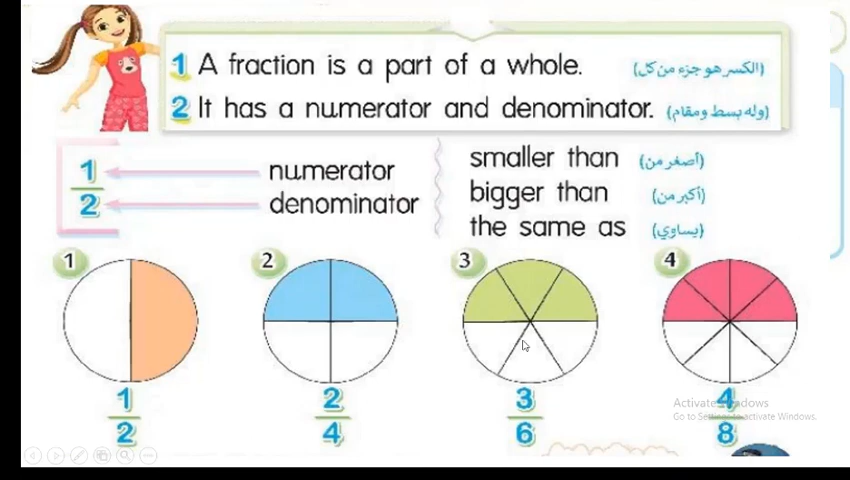 1 A fraction is a part of a whole. (الكسر هو جزء من كل)
2 It has a numerator and denominator. (وله بسط ومقام)
1 numerator
2 denominator
smaller than (أصغر من)
bigger than (أكبر من)
the same as (يساوي)
1 2 3 4
1 2 3 4
2 4 6 8
Activate Windows
Go to Settings to activate Windows.